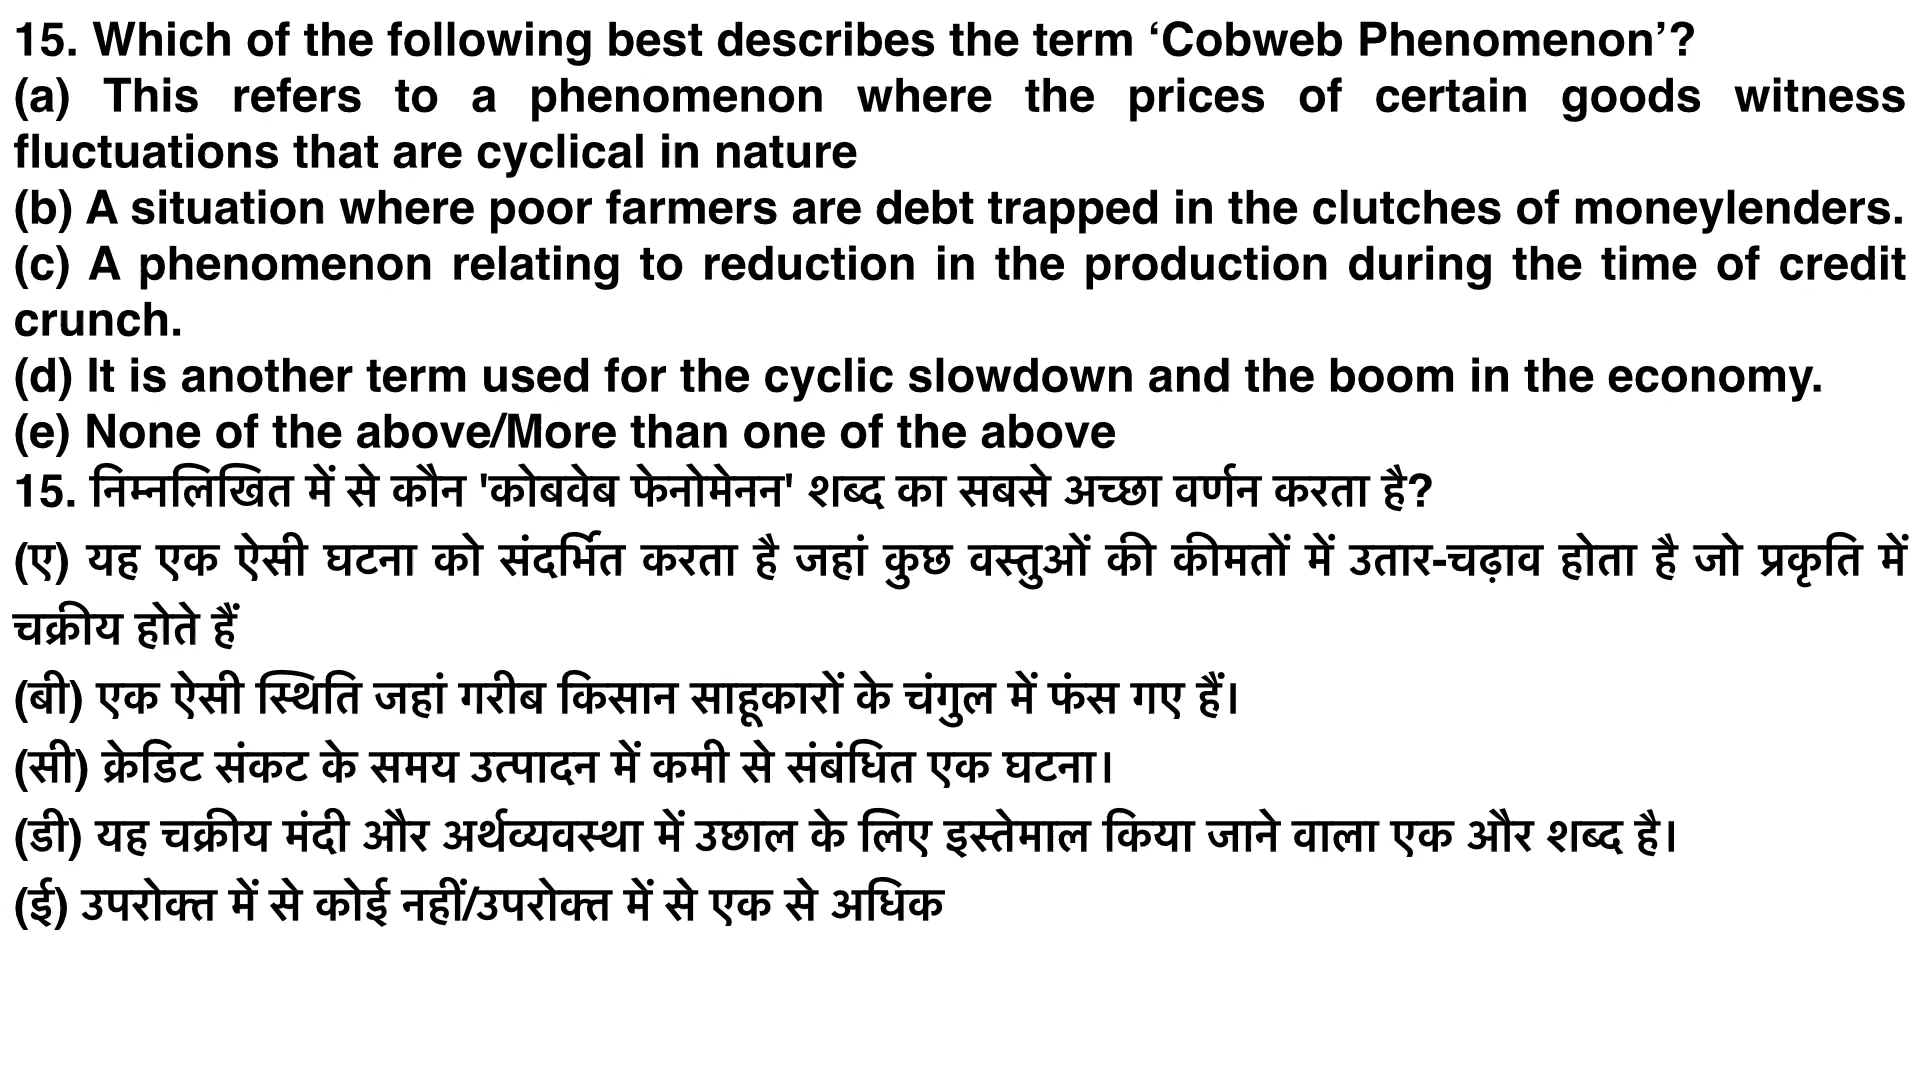 15. Which of the following best describes the term ‘Cobweb Phenomenon’?
(a) This refers to a phenomenon where the prices of certain goods witness
fluctuations that are cyclical in nature
(b) A situation where poor farmers are debt trapped in the clutches of moneylenders.
(c) A phenomenon relating to reduction in the production during the time of credit
crunch.
(d) It is another term used for the cyclic slowdown and the boom in the economy.
(e) None of the above/More than one of the above
15. निम्नलिखित में से कौन 'कोबवेब फेनोमेनन' शब्द का सबसे अच्छा वर्णन करता है?
(ए) यह एक ऐसी घटना को संदर्भित करता है जहां कुछ वस्तुओं की कीमतों में उतार-चढ़ाव होता है जो प्रकृति में
चक्रीय होते हैं
(बी) एक ऐसी स्थिति जहां गरीब किसान साहूकारों के चंगुल में फंस गए हैं।
(सी) क्रेडिट संकट के समय उत्पादन में कमी से संबंधित एक घटना।
(डी) यह चक्रीय मंदी और अर्थव्यवस्था में उछाल के लिए इस्तेमाल किया जाने वाला एक और शब्द है।
(ई) उपरोक्त में से कोई नहीं/उपरोक्त में से एक से अधिक